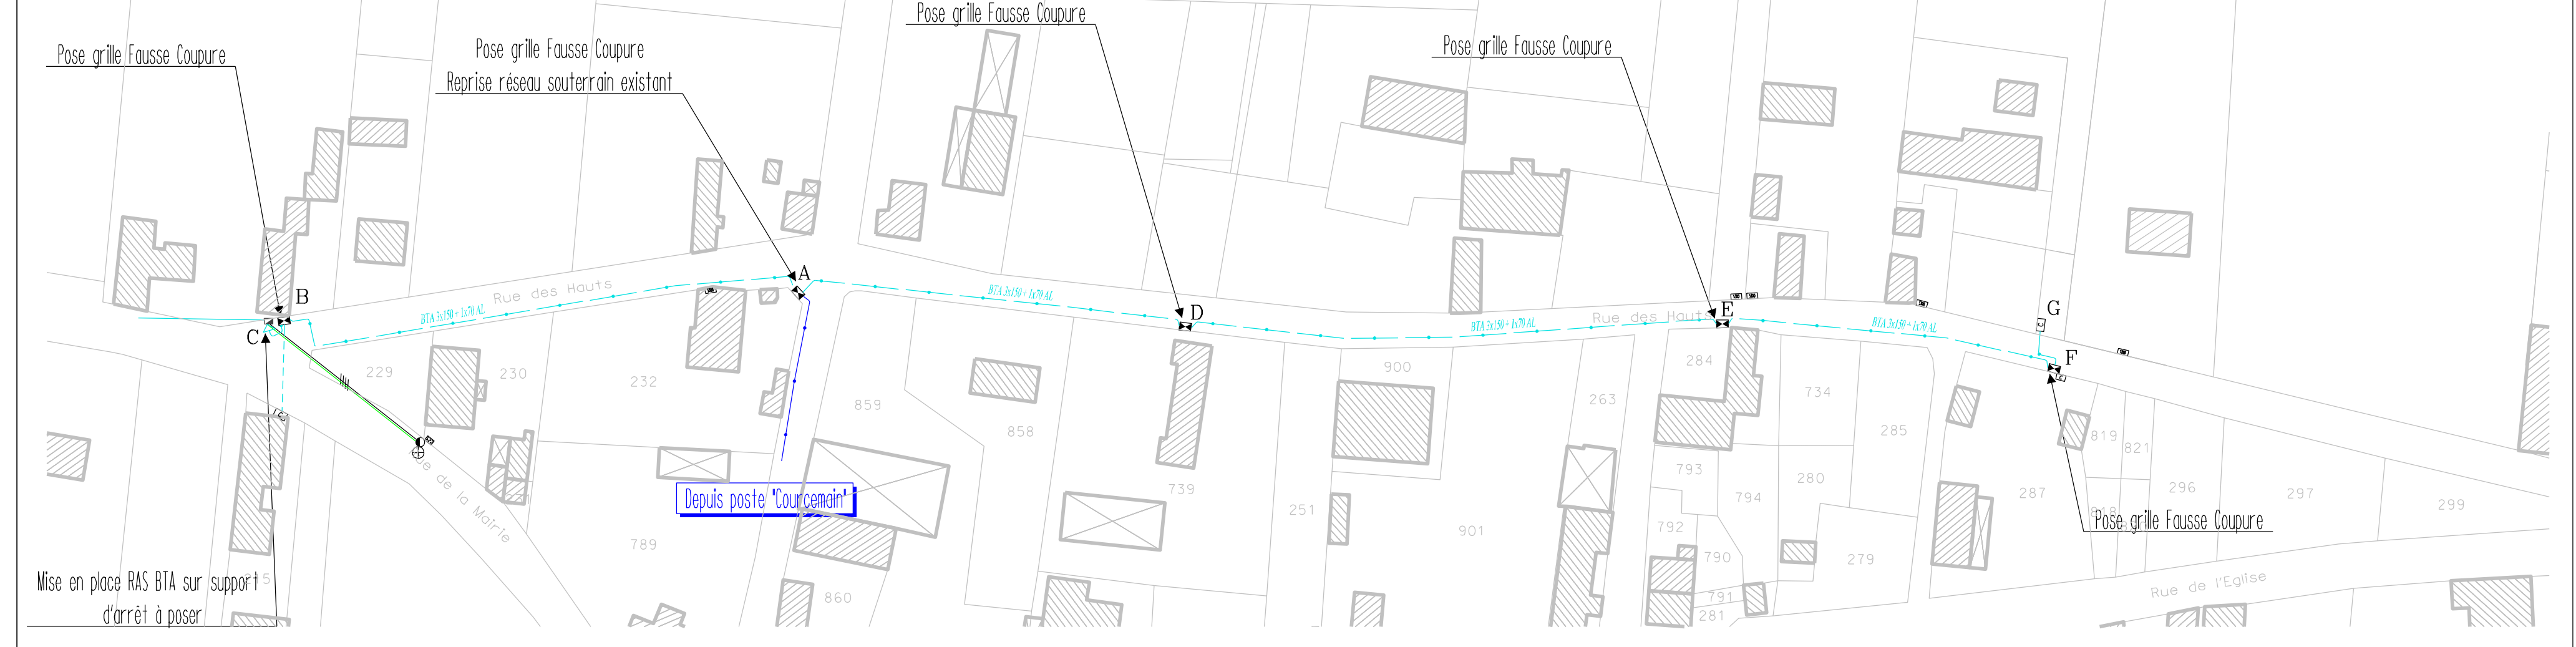 Pose grille Fausse Coupure
Pose grille Fausse Coupure
Pose grille Fausse Coupure
Reprise réseau souterrain existant
Pose grille Fausse Coupure
A
B
C
D
E
F
G
Rue des Hauts
BTA 3x150 + 1x70 AL
BTA 3x150 + 1x70 AL
BTA 3x150 + 1x70 AL
Rue des Hauts
BTA 3x150 + 1x70 AL
229
230
232
859
858
900
263
284
734
285
819
821
793
794
280
287
296
297
299
739
251
901
792
790
279
791
281
789
860
Rue de la Mairie
Depuis poste "Courcemain"
Pose grille Fausse Coupure
Rue de l'Eglise
Mise en place RAS BTA sur support
d'arrêt à poser